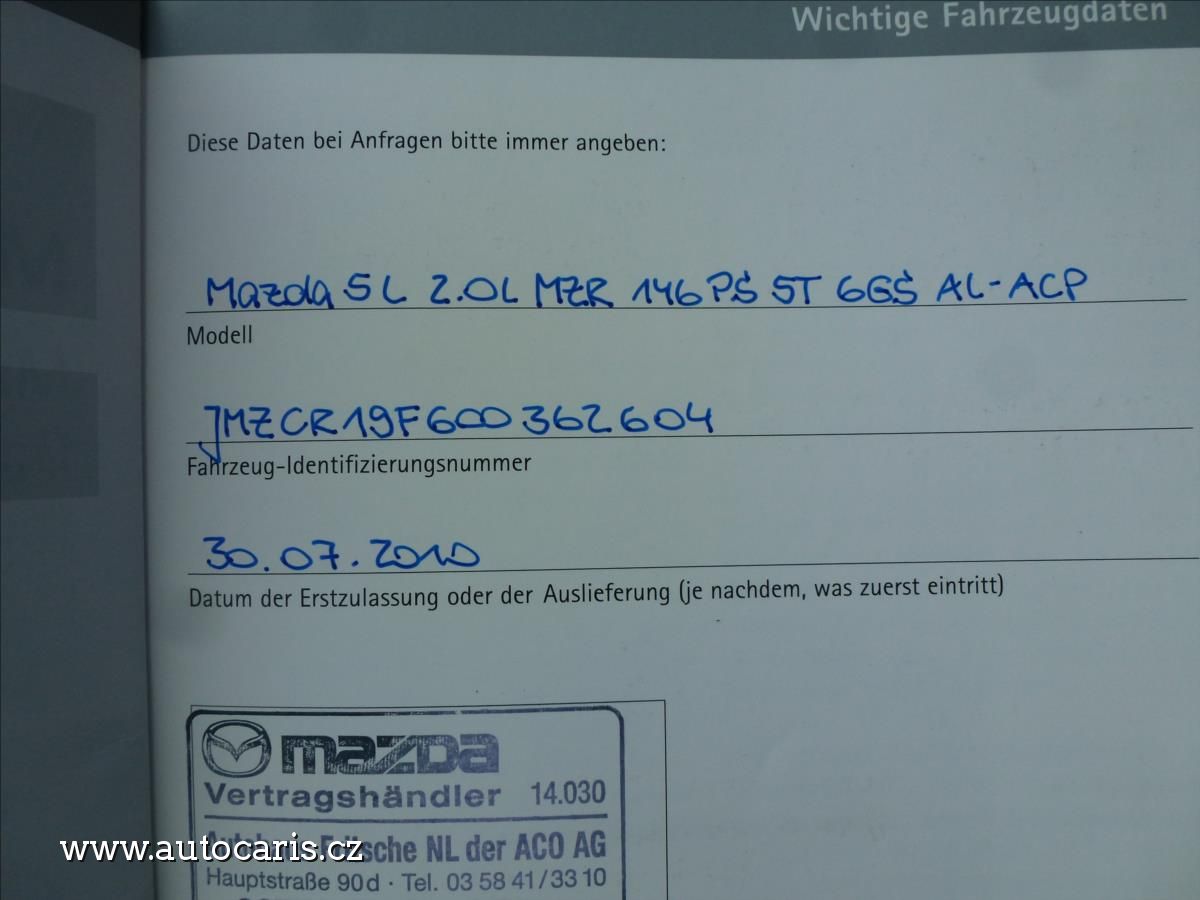 Wichtige Fahrzeugdaten
Diese Daten bei Anfragen bitte immer angeben:
Mazda 5 L 2.0L MZR 146 PS 5T 6GS AL-ACP
Modell
JMZCR19F600362604
Fahrzeug-Identifizierungsnummer
30.07.2010
Datum der Erstzulassung oder der Auslieferung (je nachdem, was zuerst eintritt)
mazda
Vertragshändler 14.030
NL der ACO AG
www.autocaris.cz
Hauptstraße 90d · Tel. 03 58 41/33 10